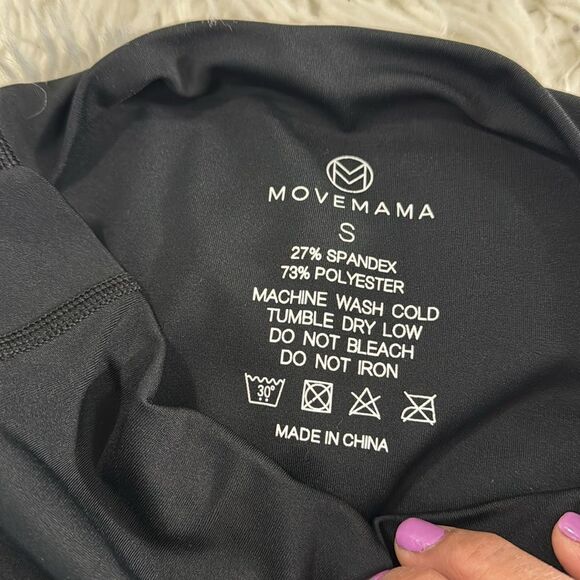 MOVEMAMA
S
27% SPANDEX
73% POLYESTER
MACHINE WASH COLD
TUMBLE DRY LOW
DO NOT BLEACH
DO NOT IRON
30°
MADE IN CHINA